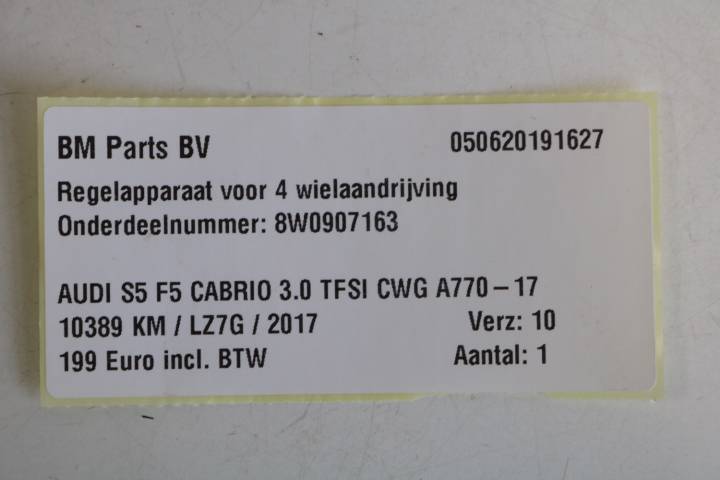 BM Parts BV 050620191627
Regelapparaat voor 4 wielaandrijving
Onderdeelnummer: 8W0907163
AUDI S5 F5 CABRIO 3.0 TFSI CWG A770–17
10389 KM / LZ7G / 2017 Verz: 10
199 Euro incl. BTW Aantal: 1